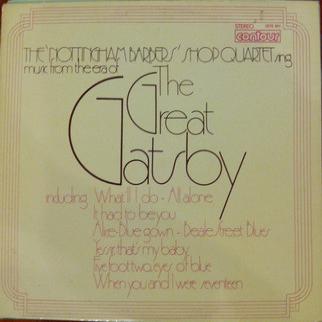 STEREO
contour
THE "NOTTINGHAM BARBERS" SHOP QUARTET sing
music from the era of
The
Great
Gatsby
including What'll I do - All alone
It had to be you
Alice-Blue gown - Beale street Blues
Yes sir, that's my baby
Five foot two, eyes of blue
When you and I were seventeen